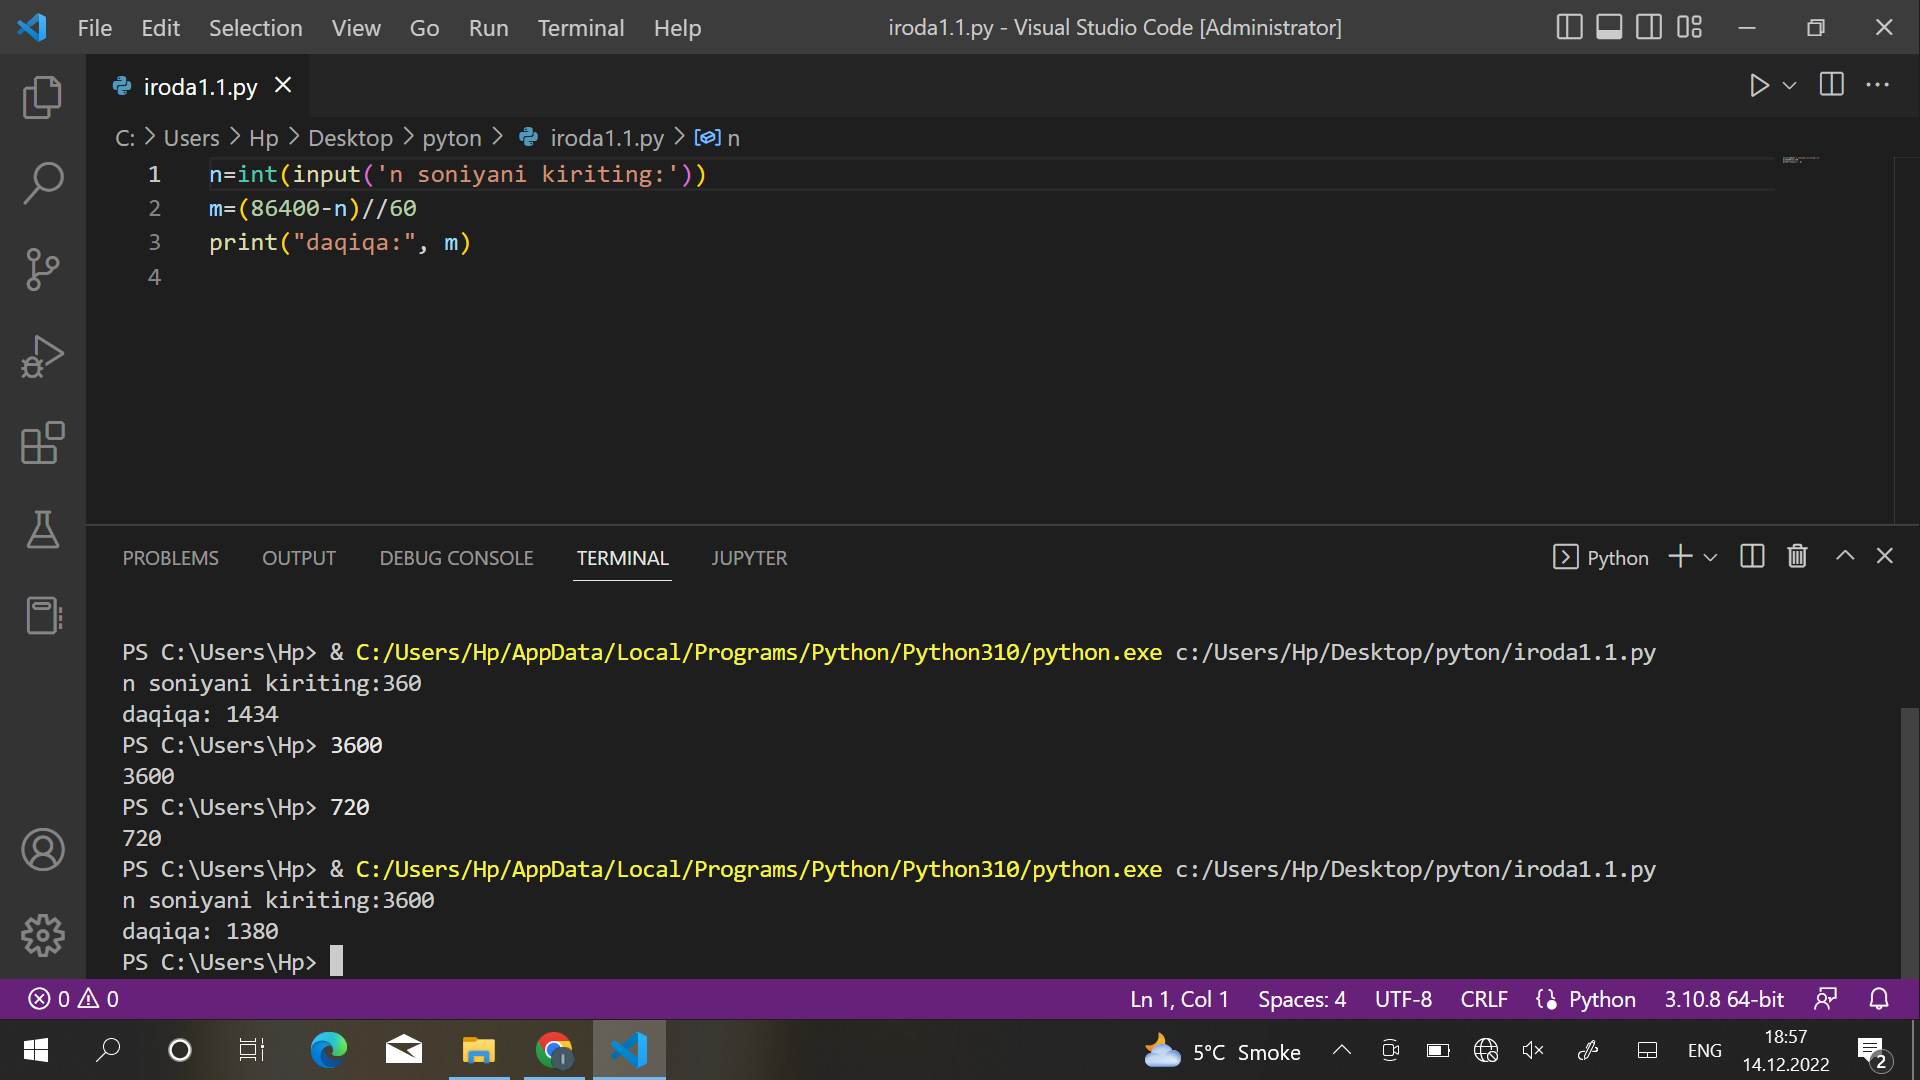 File Edit Selection View Go Run Terminal Help
iroda1.1.py - Visual Studio Code [Administrator]
iroda1.1.py
C: > Users > Hp > Desktop > pyton > iroda1.1.py > n
1 n=int(input('n soniyani kiriting:'))
2 m=(86400-n)//60
3 print("daqiqa:", m)
4
PROBLEMS OUTPUT DEBUG CONSOLE TERMINAL JUPYTER
Python
PS C:\Users\Hp> & C:/Users/Hp/AppData/Local/Programs/Python/Python310/python.exe c:/Users/Hp/Desktop/pyton/iroda1.1.py
n soniyani kiriting:360
daqiqa: 1434
PS C:\Users\Hp> 3600
3600
PS C:\Users\Hp> 720
720
PS C:\Users\Hp> & C:/Users/Hp/AppData/Local/Programs/Python/Python310/python.exe c:/Users/Hp/Desktop/pyton/iroda1.1.py
n soniyani kiriting:3600
daqiqa: 1380
PS C:\Users\Hp>
0 0
Ln 1, Col 1 Spaces: 4 UTF-8 CRLF Python 3.10.8 64-bit
5°C Smoke
ENG
18:57
14.12.2022
2